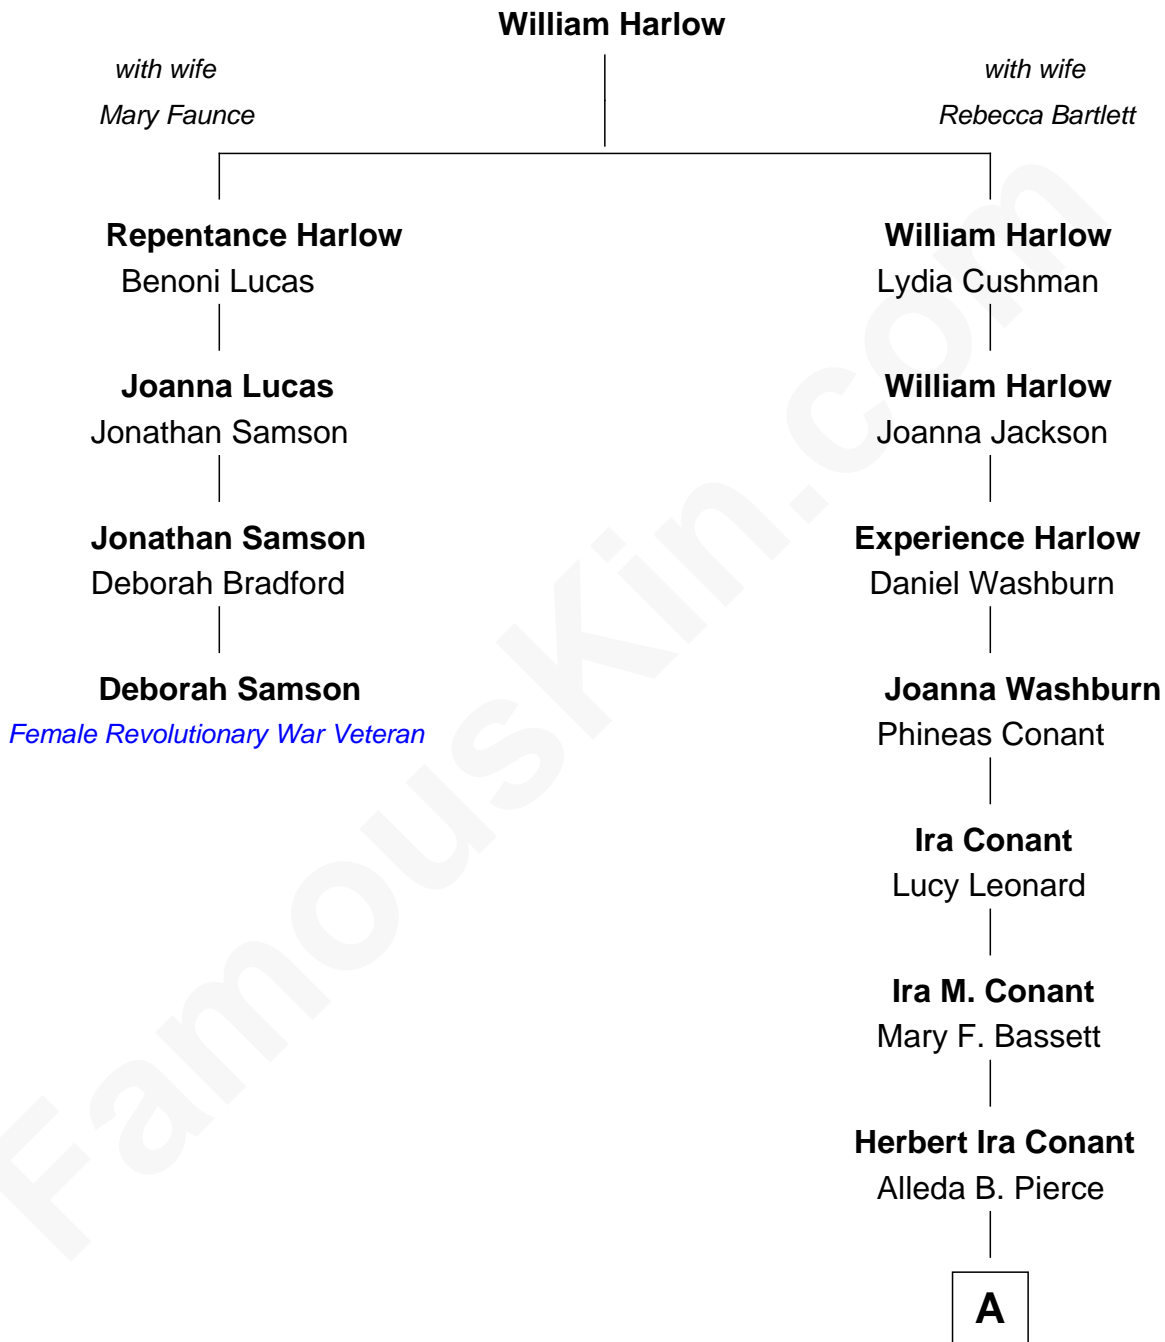 William Harlow
with wife
Mary Faunce
with wife
Rebecca Bartlett
Repentance Harlow
Benoni Lucas
William Harlow
Lydia Cushman
Joanna Lucas
Jonathan Samson
William Harlow
Joanna Jackson
Jonathan Samson
Deborah Bradford
Experience Harlow
Daniel Washburn
Deborah Samson
Female Revolutionary War Veteran
Joanna Washburn
Phineas Conant
Ira Conant
Lucy Leonard
Ira M. Conant
Mary F. Bassett
Herbert Ira Conant
Alleda B. Pierce
A
FamousKin.com